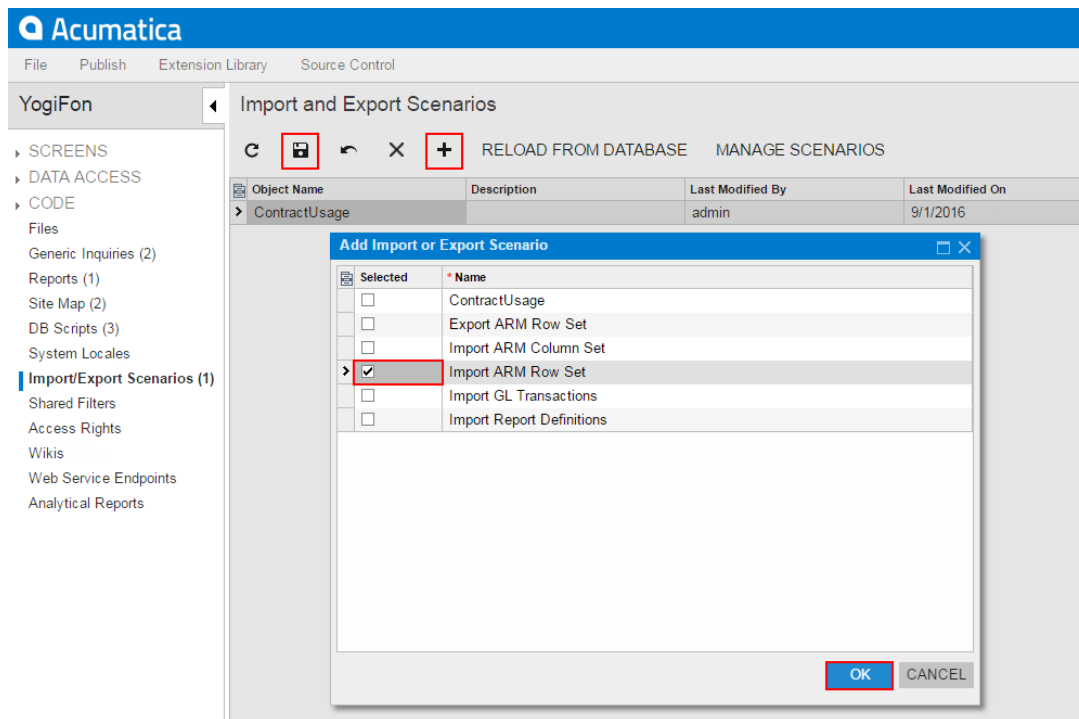 Acumatica
File Publish Extension Library Source Control
YogiFon
Import and Export Scenarios
SCREENS
DATA ACCESS
CODE
Files
Generic Inquiries (2)
Reports (1)
Site Map (2)
DB Scripts (3)
System Locales
Import/Export Scenarios (1)
Shared Filters
Access Rights
Wikis
Web Service Endpoints
Analytical Reports
RELOAD FROM DATABASE MANAGE SCENARIOS
Object Name Description Last Modified By Last Modified On
ContractUsage admin 9/1/2016
Add Import or Export Scenario
Selected * Name
ContractUsage
Export ARM Row Set
Import ARM Column Set
Import ARM Row Set
Import GL Transactions
Import Report Definitions
OK CANCEL